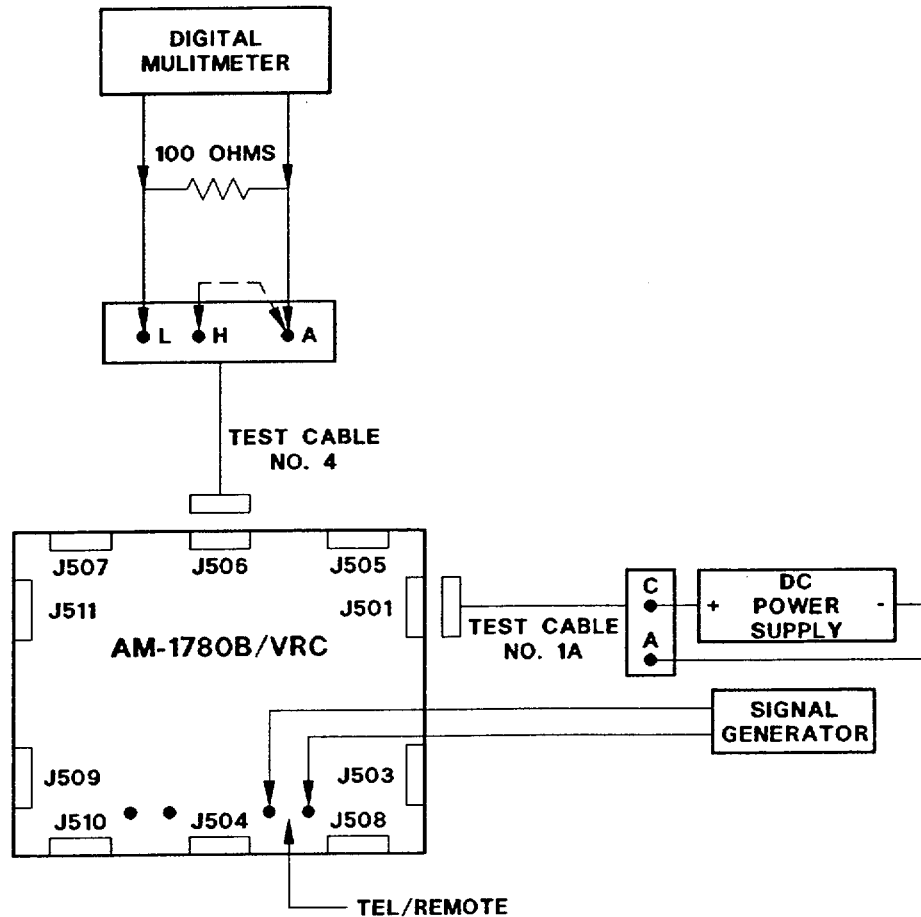 DIGITAL
MULITMETER
100 OHMS
L H A
TEST CABLE
NO. 4
J507 J506 J505
J511 J501
AM-1780B/VRC
TEST CABLE
NO. 1A
C
A
+ DC -
POWER
SUPPLY
SIGNAL
GENERATOR
J509 J503
J510 J504 J508
TEL/REMOTE